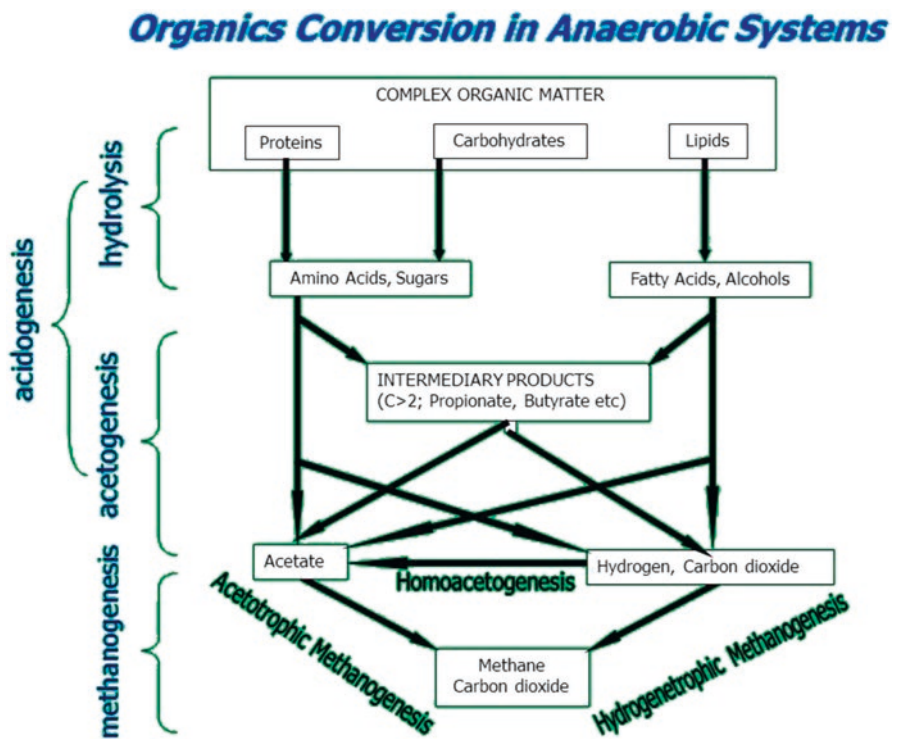 Organics Conversion in Anaerobic Systems
COMPLEX ORGANIC MATTER
Proteins
Carbohydrates
Lipids
hydrolysis
acidogenesis
Amino Acids, Sugars
Fatty Acids, Alcohols
acetogenesis
INTERMEDIARY PRODUCTS
(C>2; Propionate, Butyrate etc)
Acetate
Homoacetogenesis
Hydrogen, Carbon dioxide
methanogenesis
Acetotrophic Methanogenesis
Hydrogenetrophic Methanogenesis
Methane
Carbon dioxide